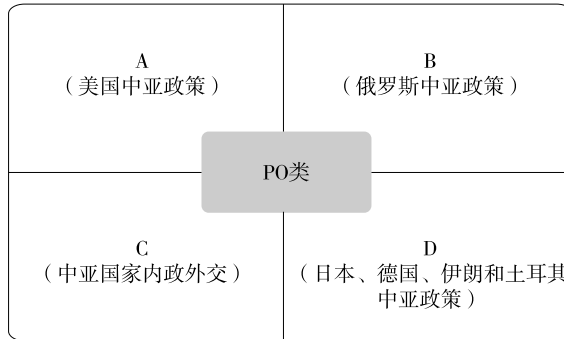 A
（美国中亚政策）
B
（俄罗斯中亚政策）
PO类
C
（中亚国家内政外交）
D
（日本、德国、伊朗和土耳其
中亚政策）